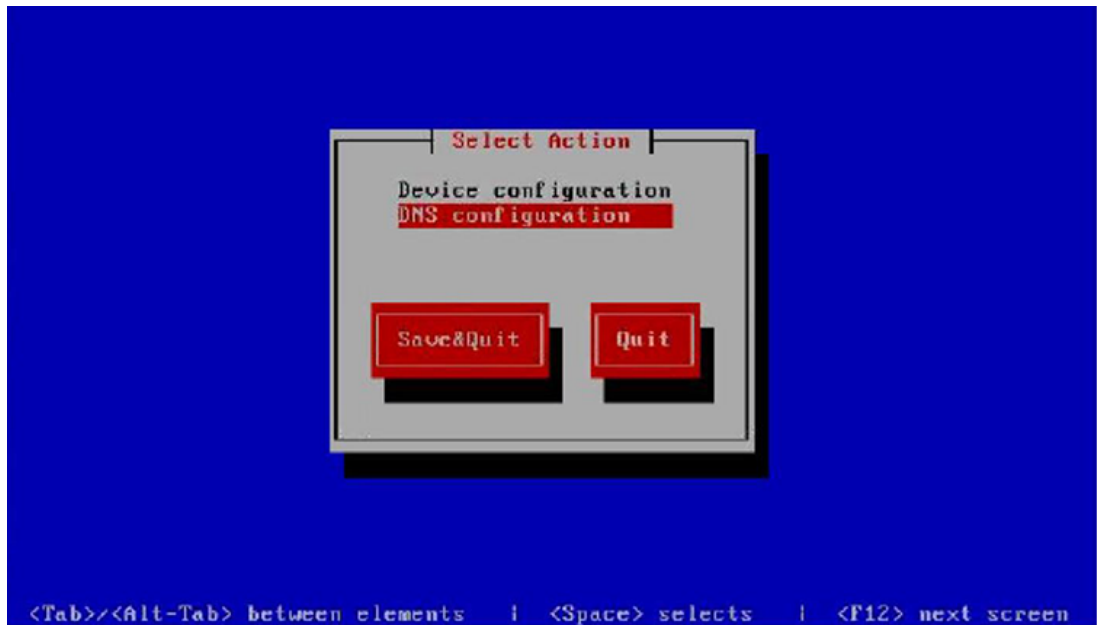 Select Action
Device configuration
DNS configuration
Save&Quit
Quit
<Tab>/<Alt-Tab> between elements | <Space> selects | <F12> next screen